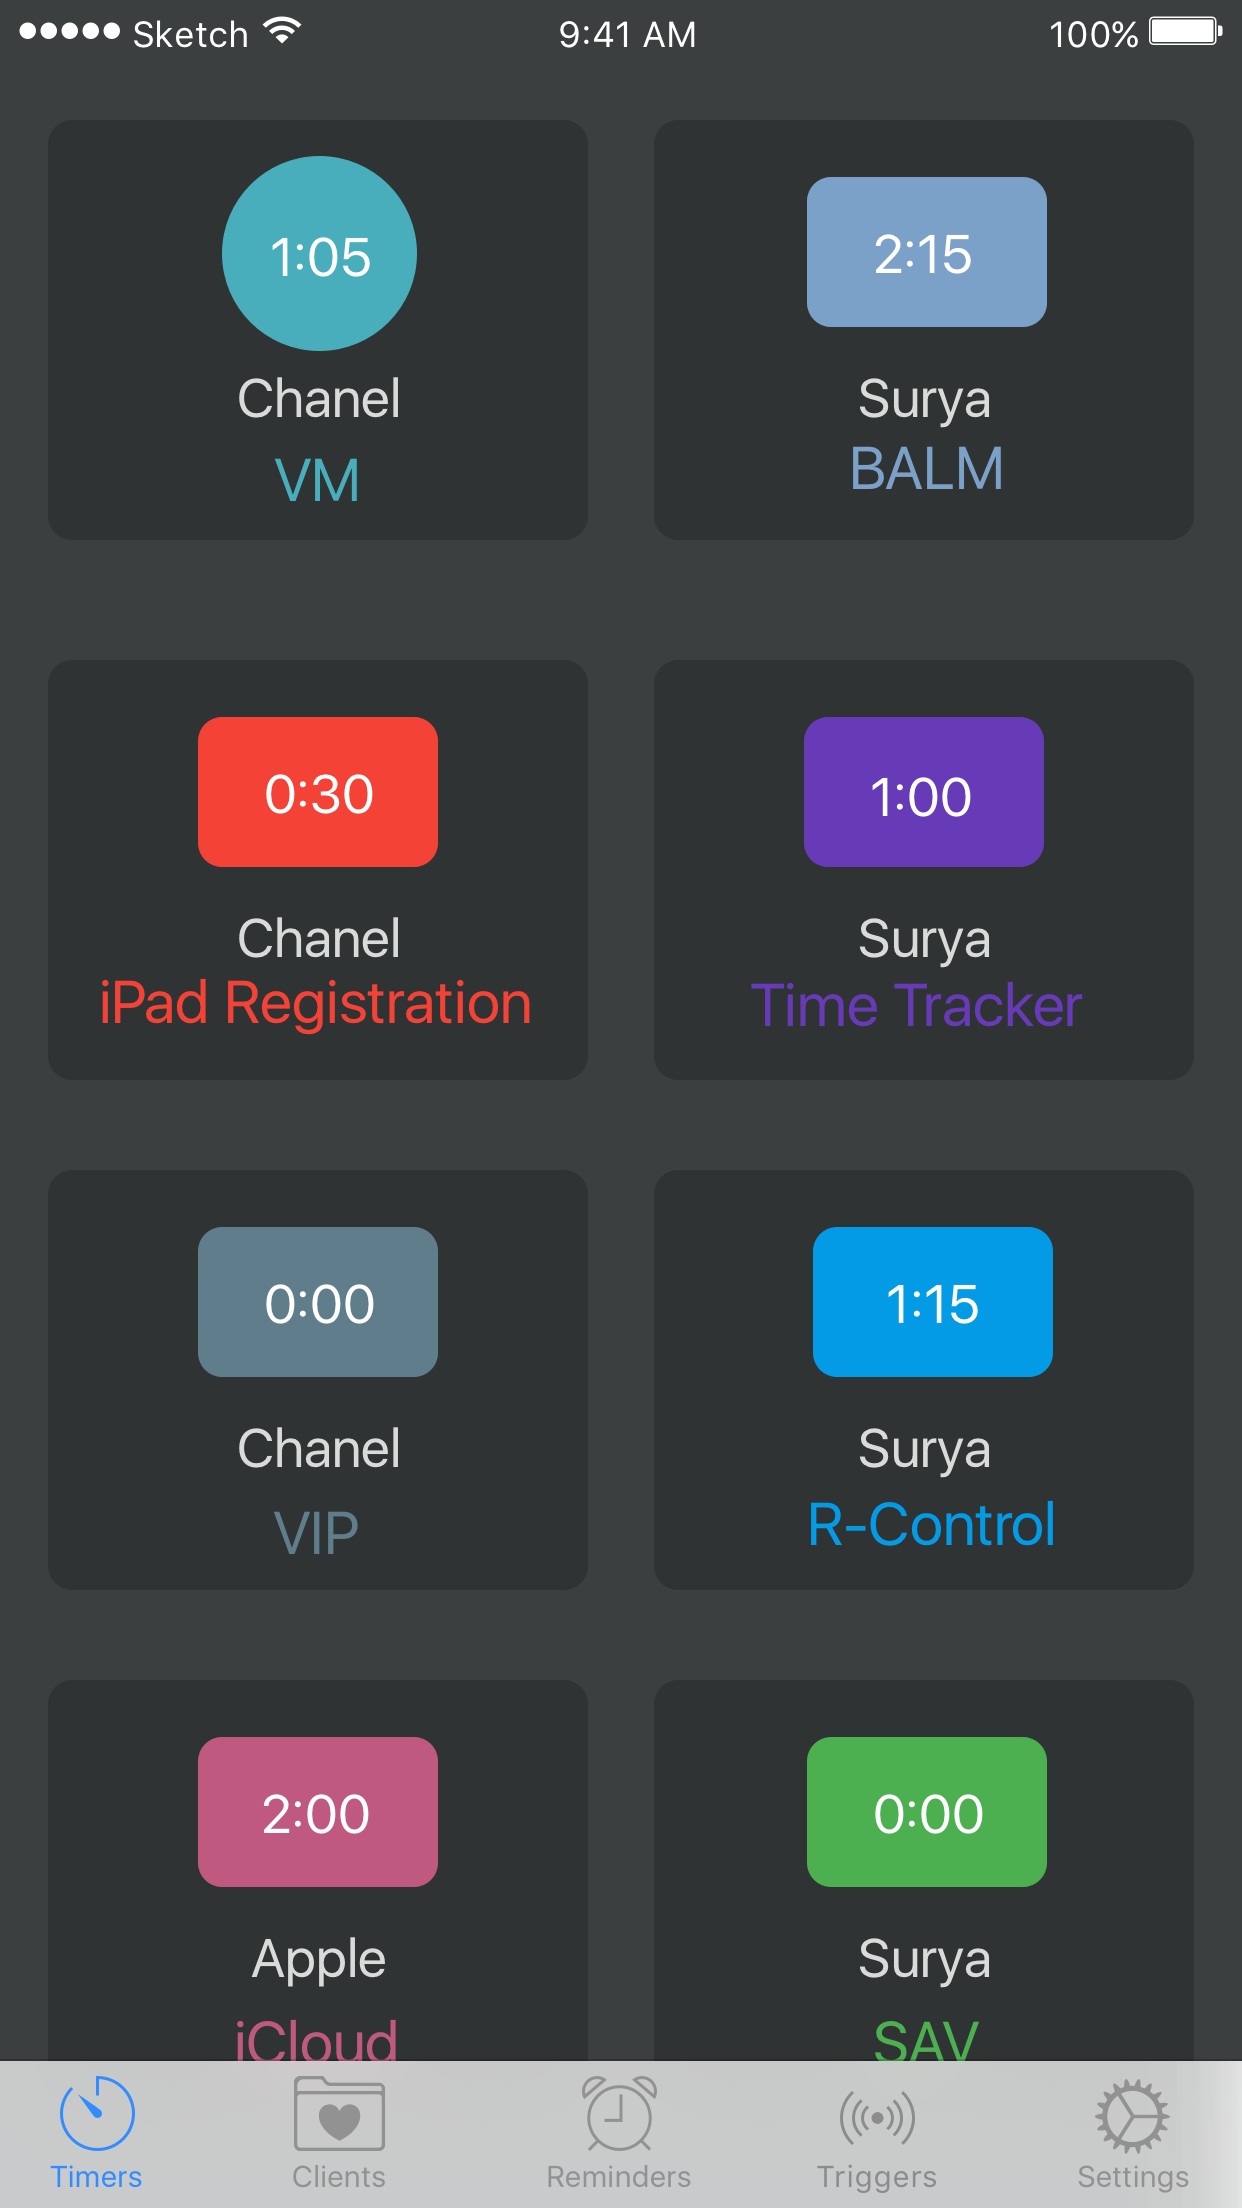 Sketch 9:41 AM 100%
1:05 2:15
Chanel Surya
VM BALM
0:30 1:00
Chanel Surya
iPad Registration Time Tracker
0:00 1:15
Chanel Surya
VIP R-Control
2:00 0:00
Apple Surya
iCloud SAV
Timers Clients Reminders Triggers Settings